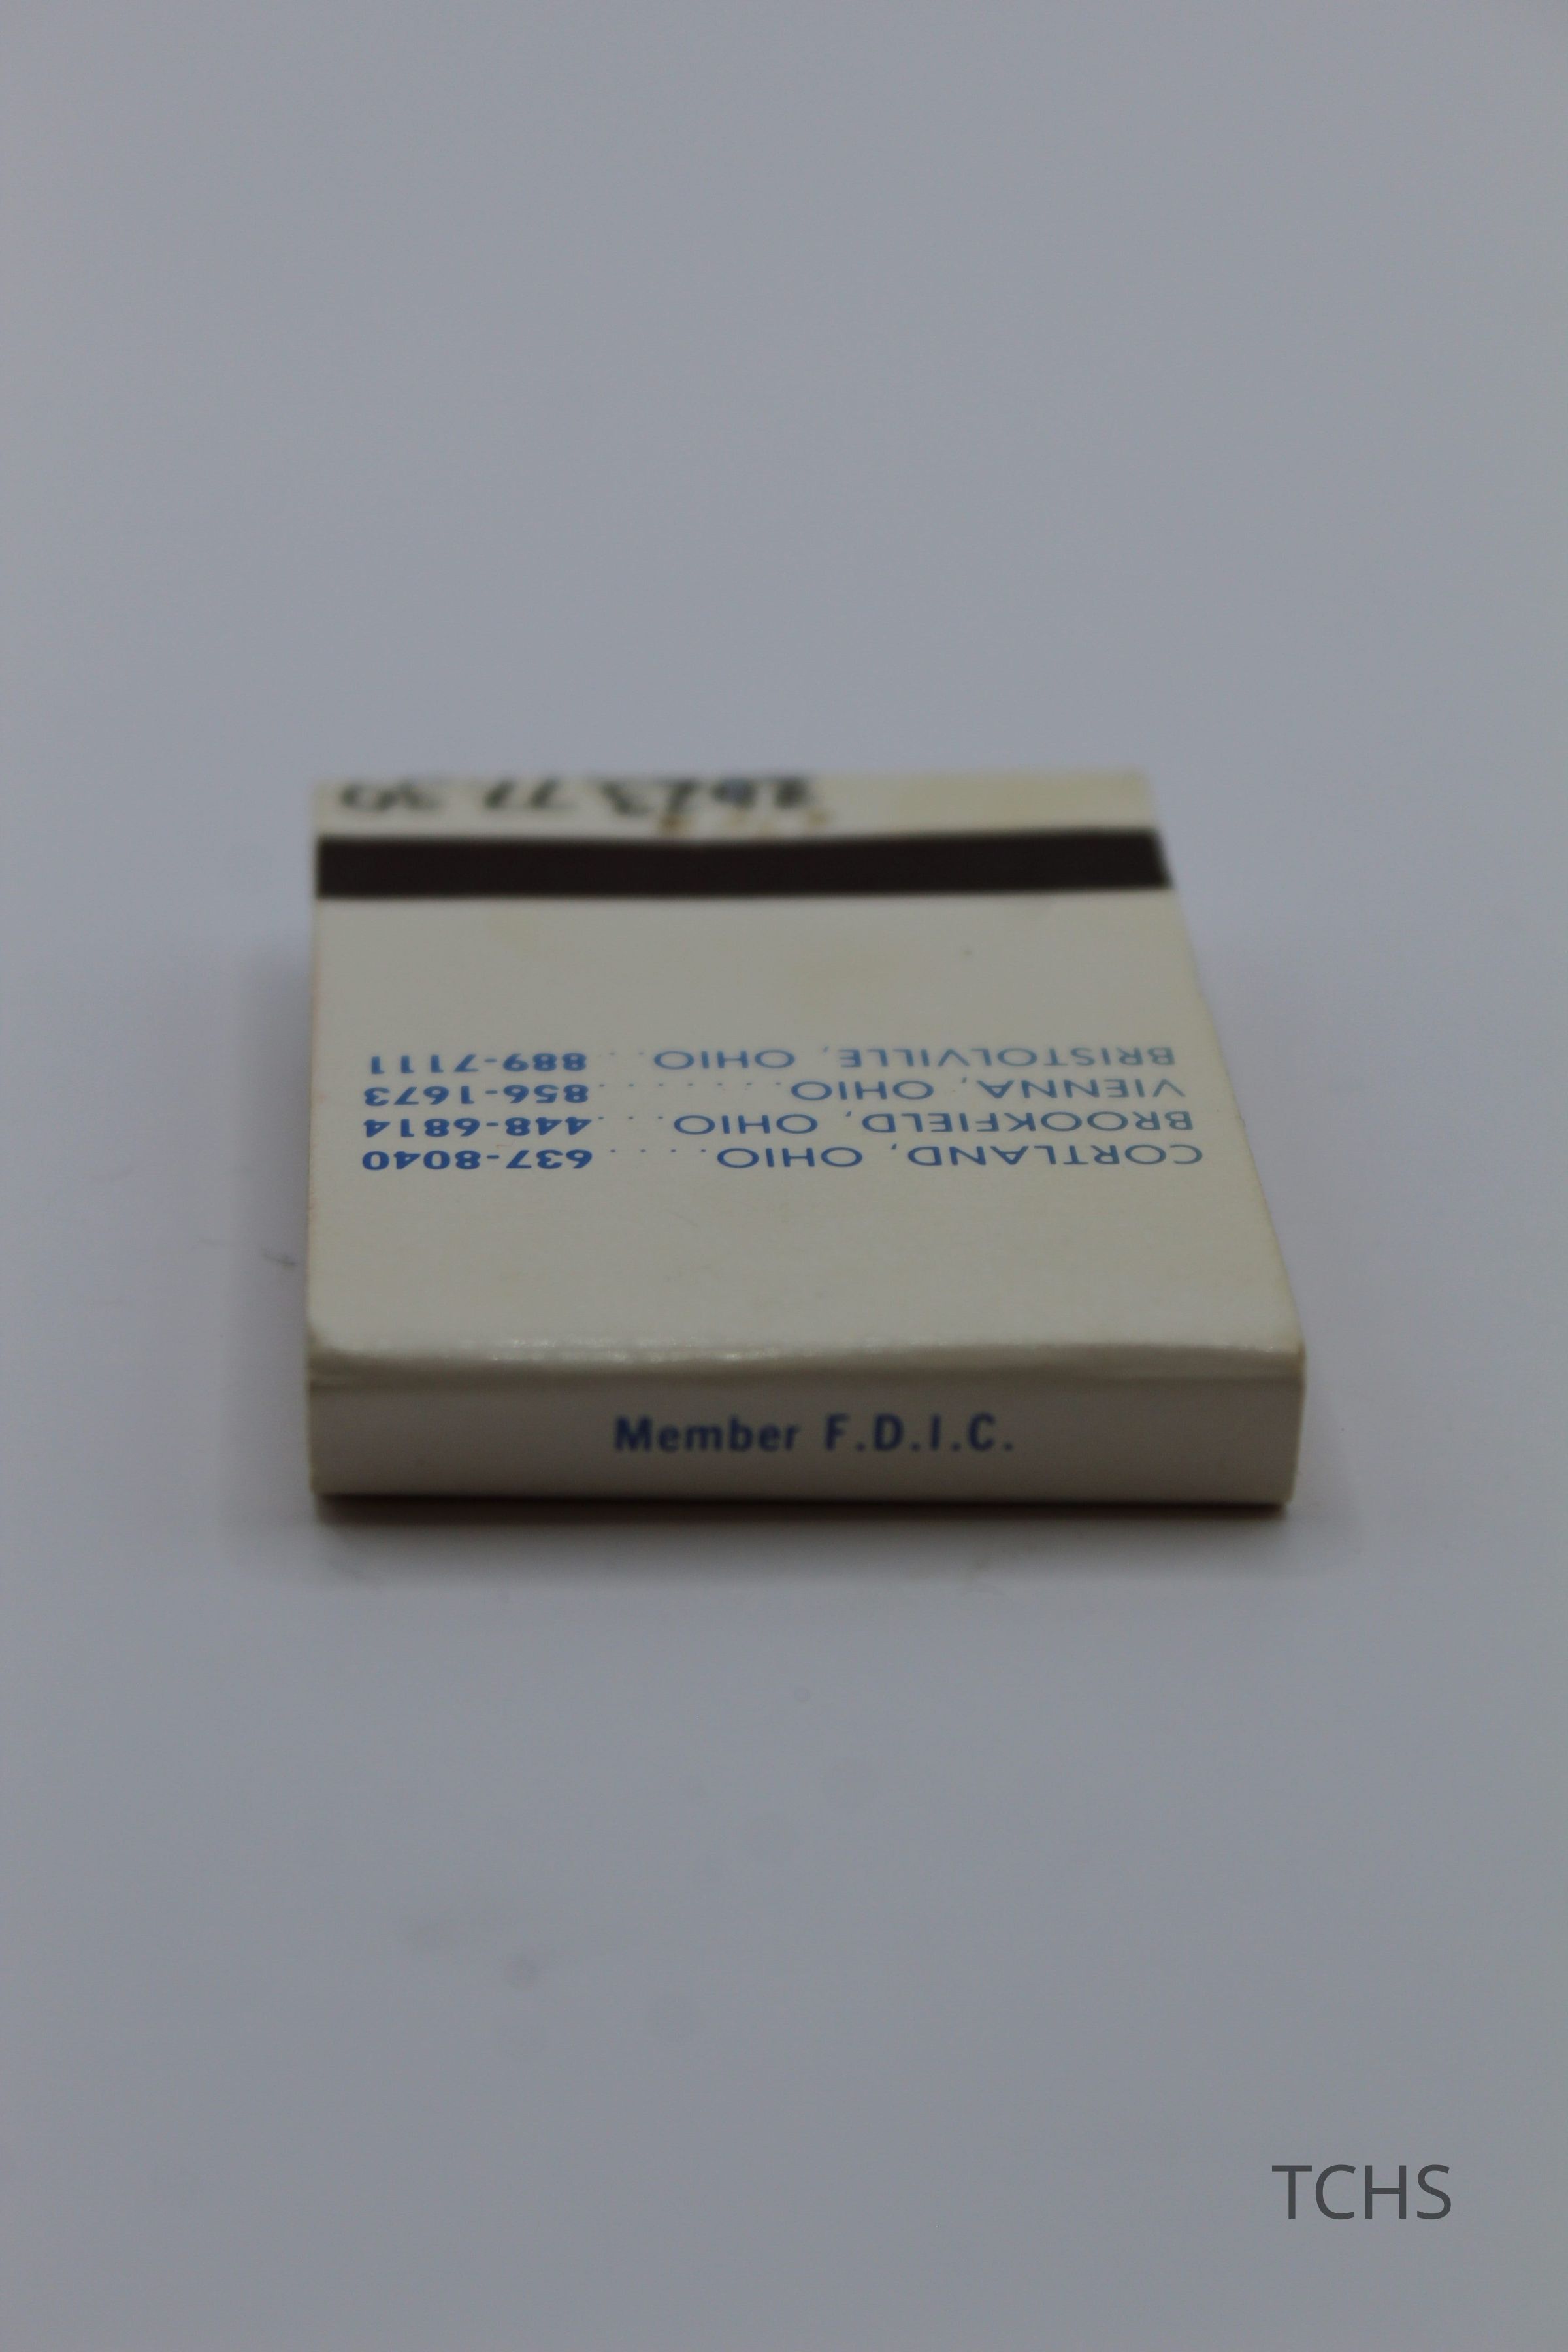 Member F.D.I.C.
CORTLAND, OHIO..... 637-8040
BROOKFIELD, OHIO.... 448-6814
VIENNA, OHIO........ 856-1673
BRISTOLVILLE, OHIO... 889-7111
TCHS